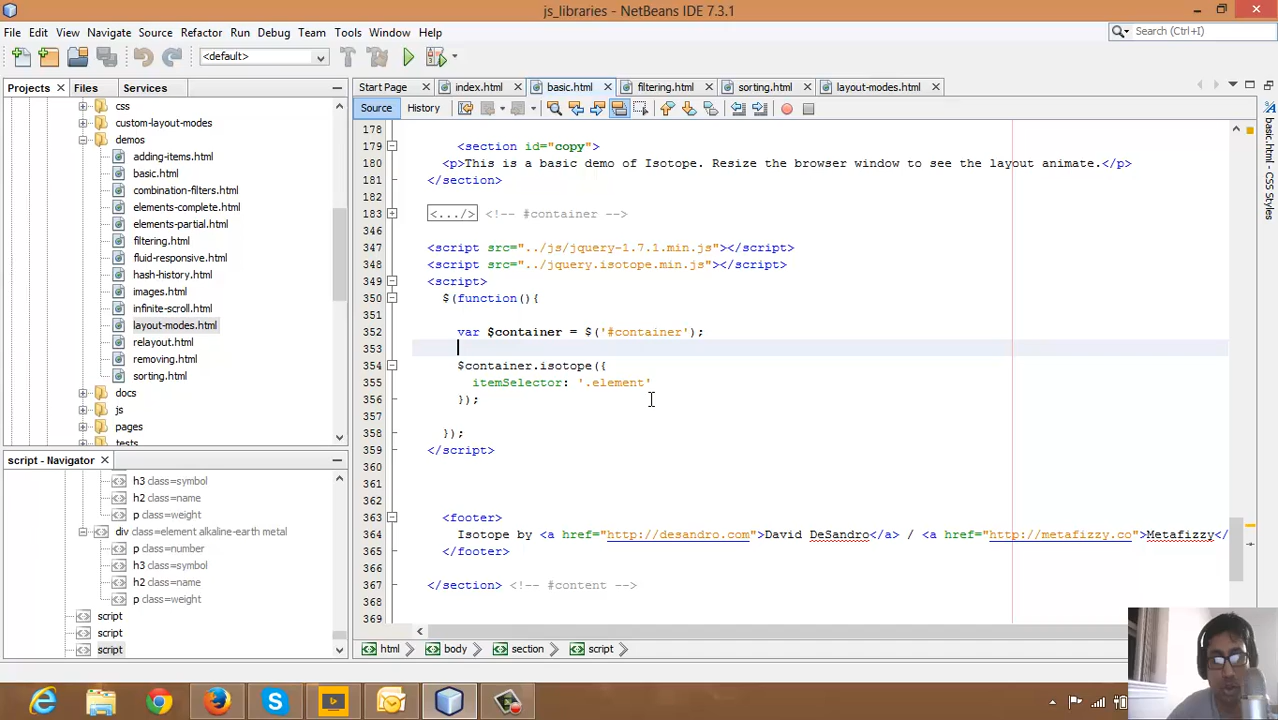 js_libraries - NetBeans IDE 7.3.1
File Edit View Navigate Source Refactor Run Debug Team Tools Window Help
Search (Ctrl+I)
<default>
Projects Files Services
css
custom-layout-modes
demos
adding-items.html
basic.html
combination-filters.html
elements-complete.html
elements-partial.html
filtering.html
fluid-responsive.html
hash-history.html
images.html
infinite-scroll.html
layout-modes.html
relayout.html
removing.html
sorting.html
docs
js
pages
tests
script - Navigator
h3 class=symbol
h2 class=name
p class=weight
div class=element alkaline-earth metal
p class=number
h3 class=symbol
h2 class=name
p class=weight
script
script
script
Start Page index.html basic.html filtering.html sorting.html layout-modes.html
Source History
178
179 <section id="copy">
180 <p>This is a basic demo of Isotope. Resize the browser window to see the layout animate.</p>
181 </section>
182
183 <.../> <!-- #container -->
346
347 <script src="../js/jquery-1.7.1.min.js"></script>
348 <script src="../jquery.isotope.min.js"></script>
349 <script>
350 $(function(){
351
352 var $container = $('#container');
353
354 $container.isotope({
355 itemSelector: '.element'
356 });
357
358 });
359 </script>
360
361
362
363 <footer>
364 Isotope by <a href="http://desandro.com">David DeSandro</a> / <a href="http://metafizzy.co">Metafizzy</
365 </footer>
366
367 </section> <!-- #content -->
368
369
html body section script
basic.html - CSS Styles